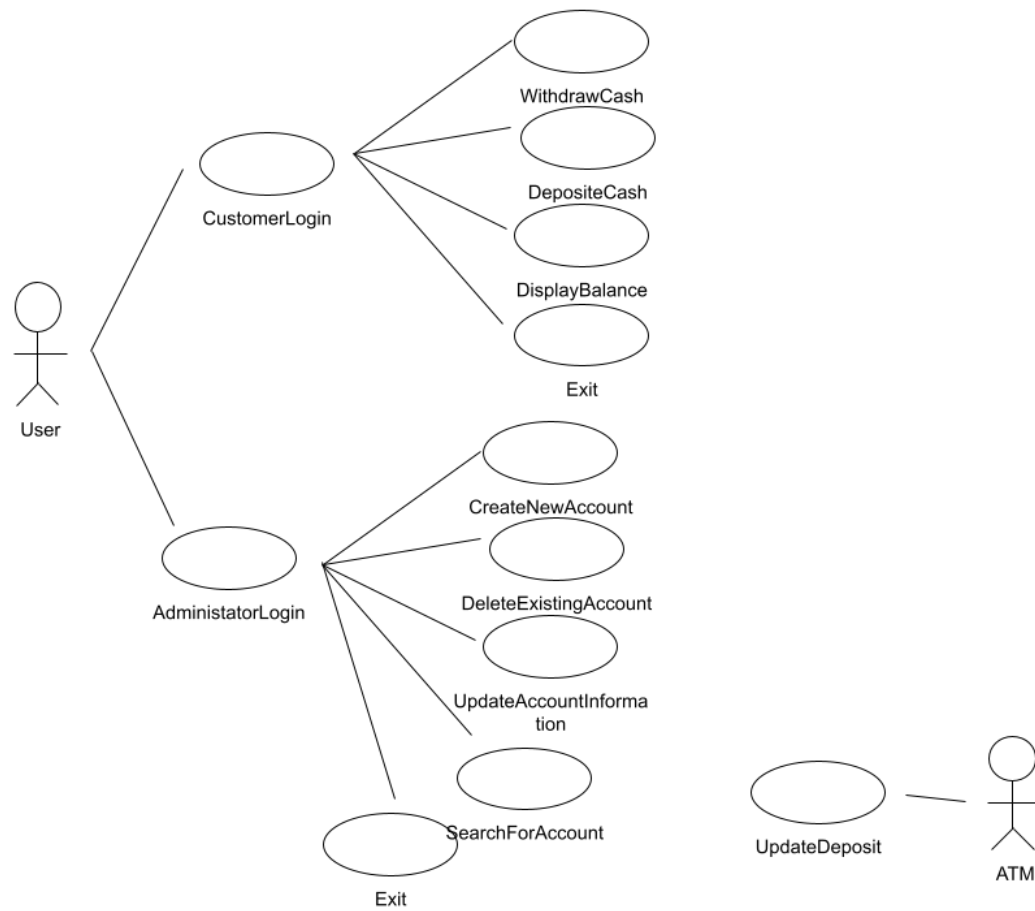 WithdrawCash
DepositeCash
CustomerLogin
DisplayBalance
Exit
User
CreateNewAccount
DeleteExistingAccount
AdministatorLogin
UpdateAccountInforma
tion
SearchForAccount
UpdateDeposit
ATM
Exit